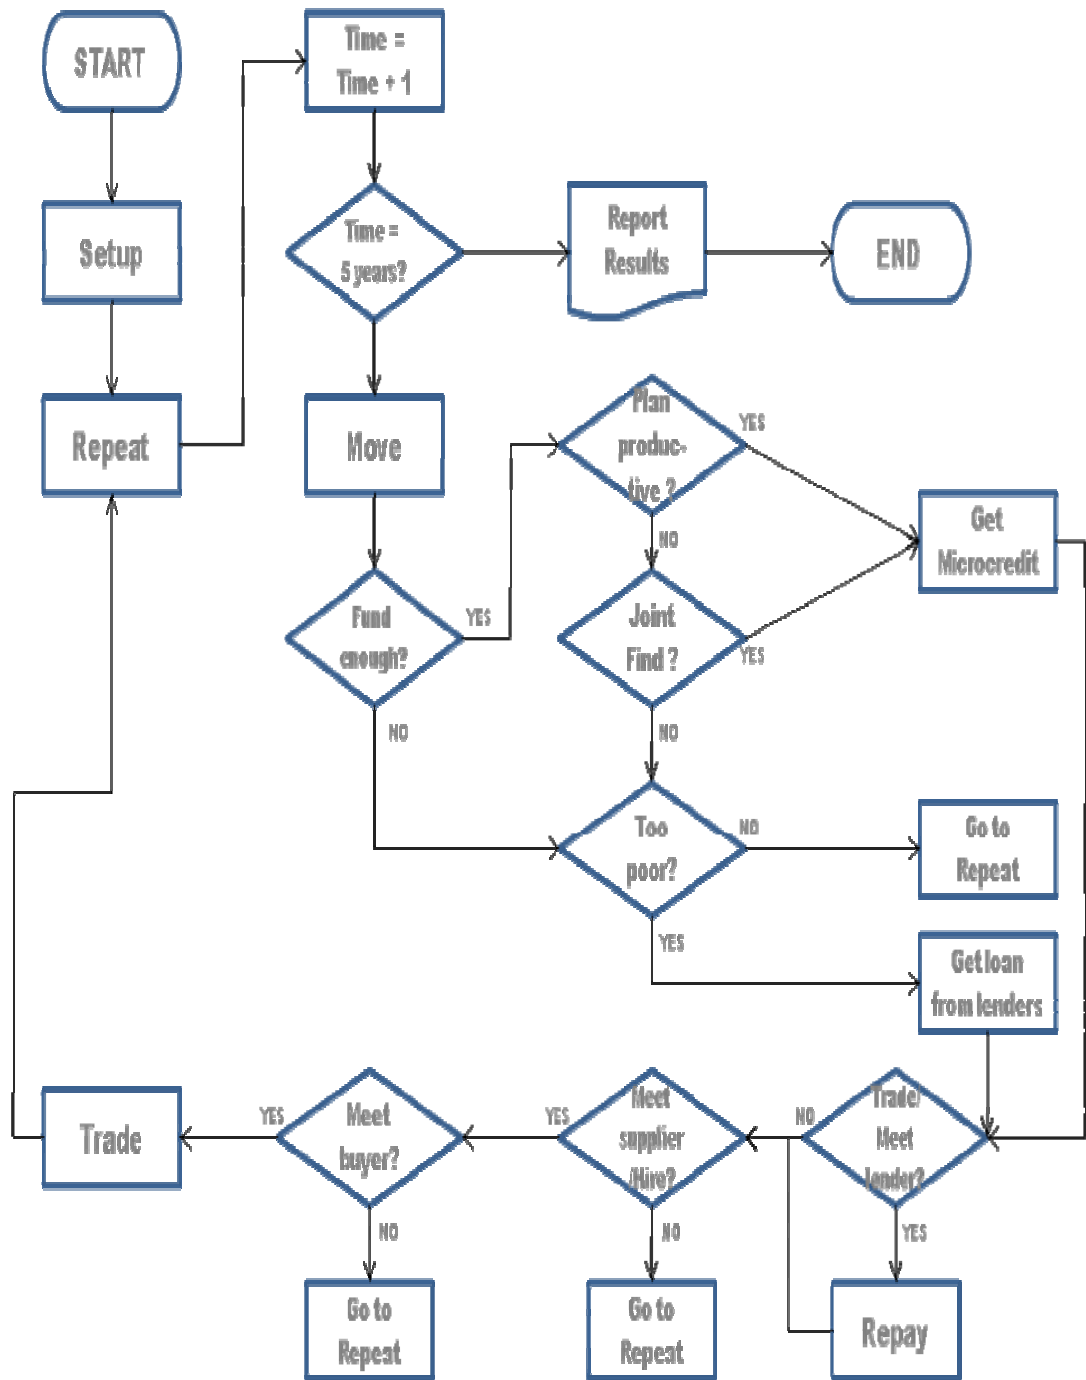 START
Time =
Time + 1
Setup
Time =
5 years?
Report
Results
END
Repeat
Move
Plan
produc-
tive ?
YES
NO
Get
Microcredit
Fund
enough?
YES
NO
Joint
Find ?
YES
NO
Too
poor?
NO
YES
Go to
Repeat
Get loan
from lenders
Trade
YES
Meet
buyer?
NO
YES
Meet
supplier
/Hire?
NO
NO
Trade/
Meet
lender?
YES
Go to
Repeat
Go to
Repeat
Repay